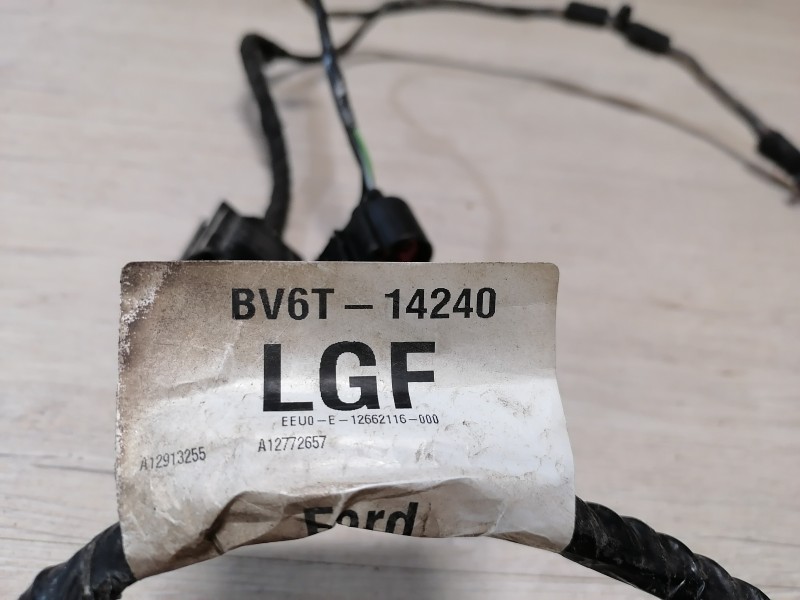 BV6T – 14240
LGF
EEU0-E-12662116-000
A12913255 A12772657
Ford